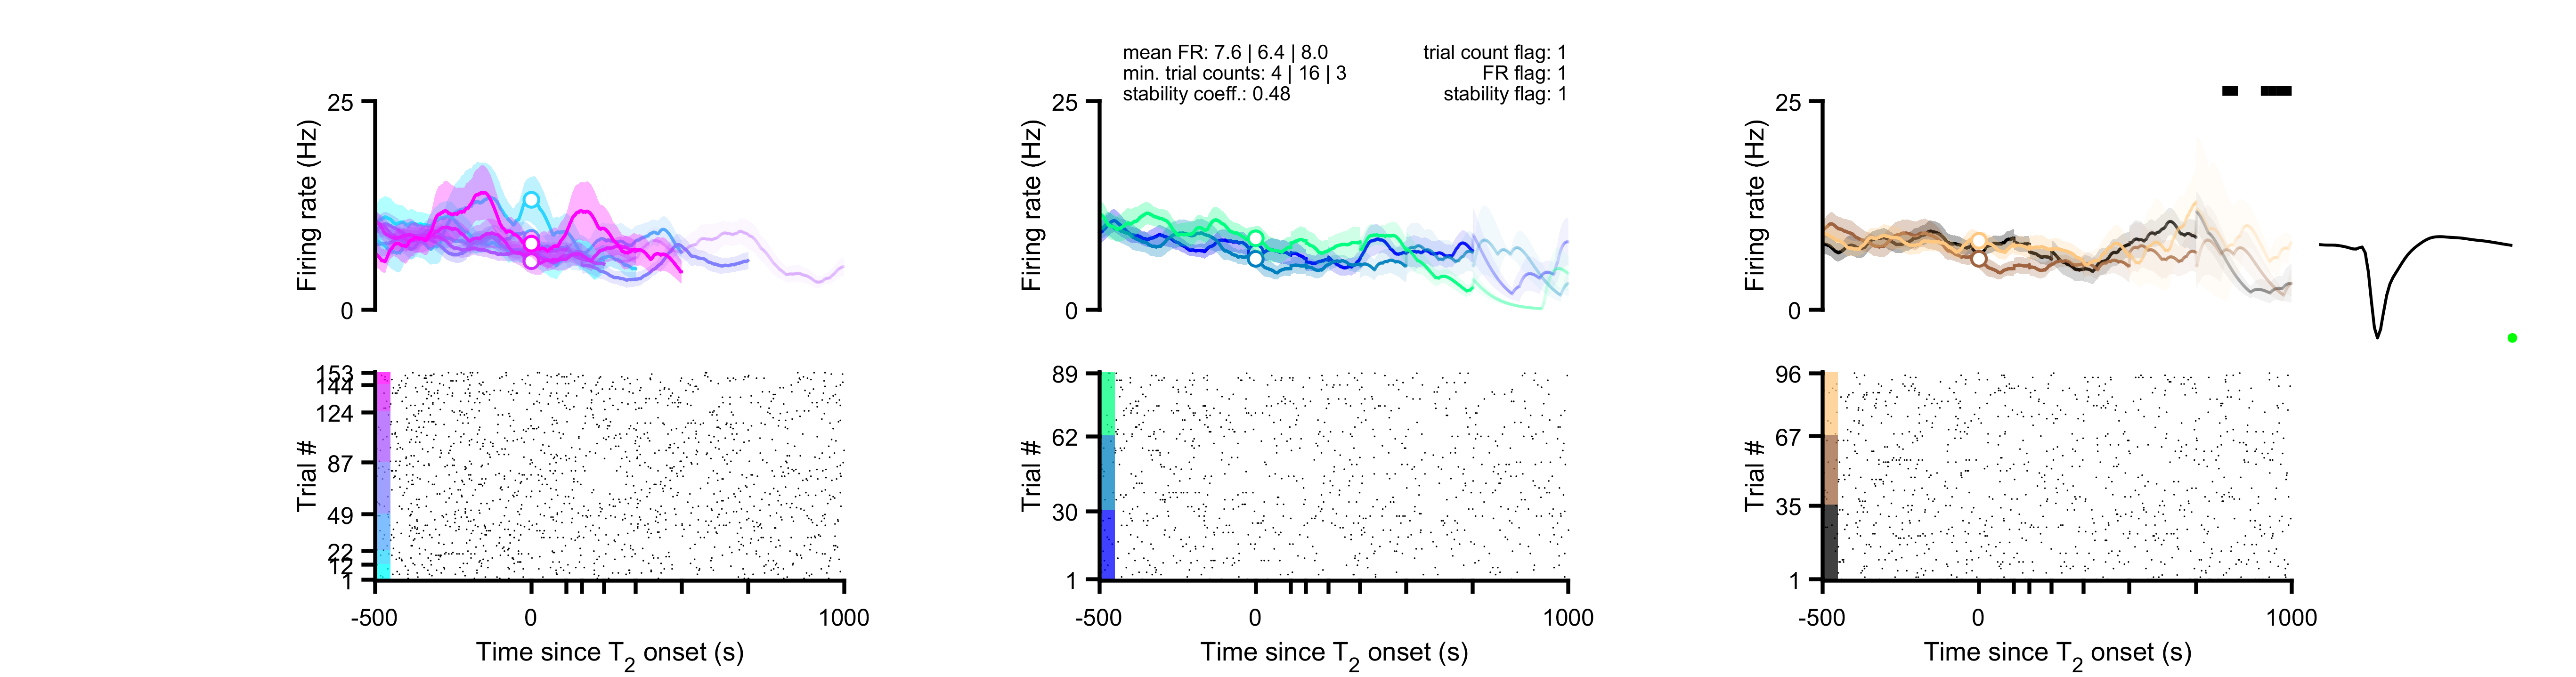 mean FR: 7.6 | 6.4 | 8.0
min. trial counts: 4 | 16 | 3
stability coeff.: 0.48
trial count flag: 1
FR flag: 1
stability flag: 1
25
Firing rate (Hz)
0
25
Firing rate (Hz)
0
25
Firing rate (Hz)
0
153
144
124
87
49
22
12
1
Trial #
-500
0
1000
Time since T2 onset (s)
89
62
30
1
Trial #
-500
0
1000
Time since T2 onset (s)
96
67
35
1
Trial #
-500
0
1000
Time since T2 onset (s)